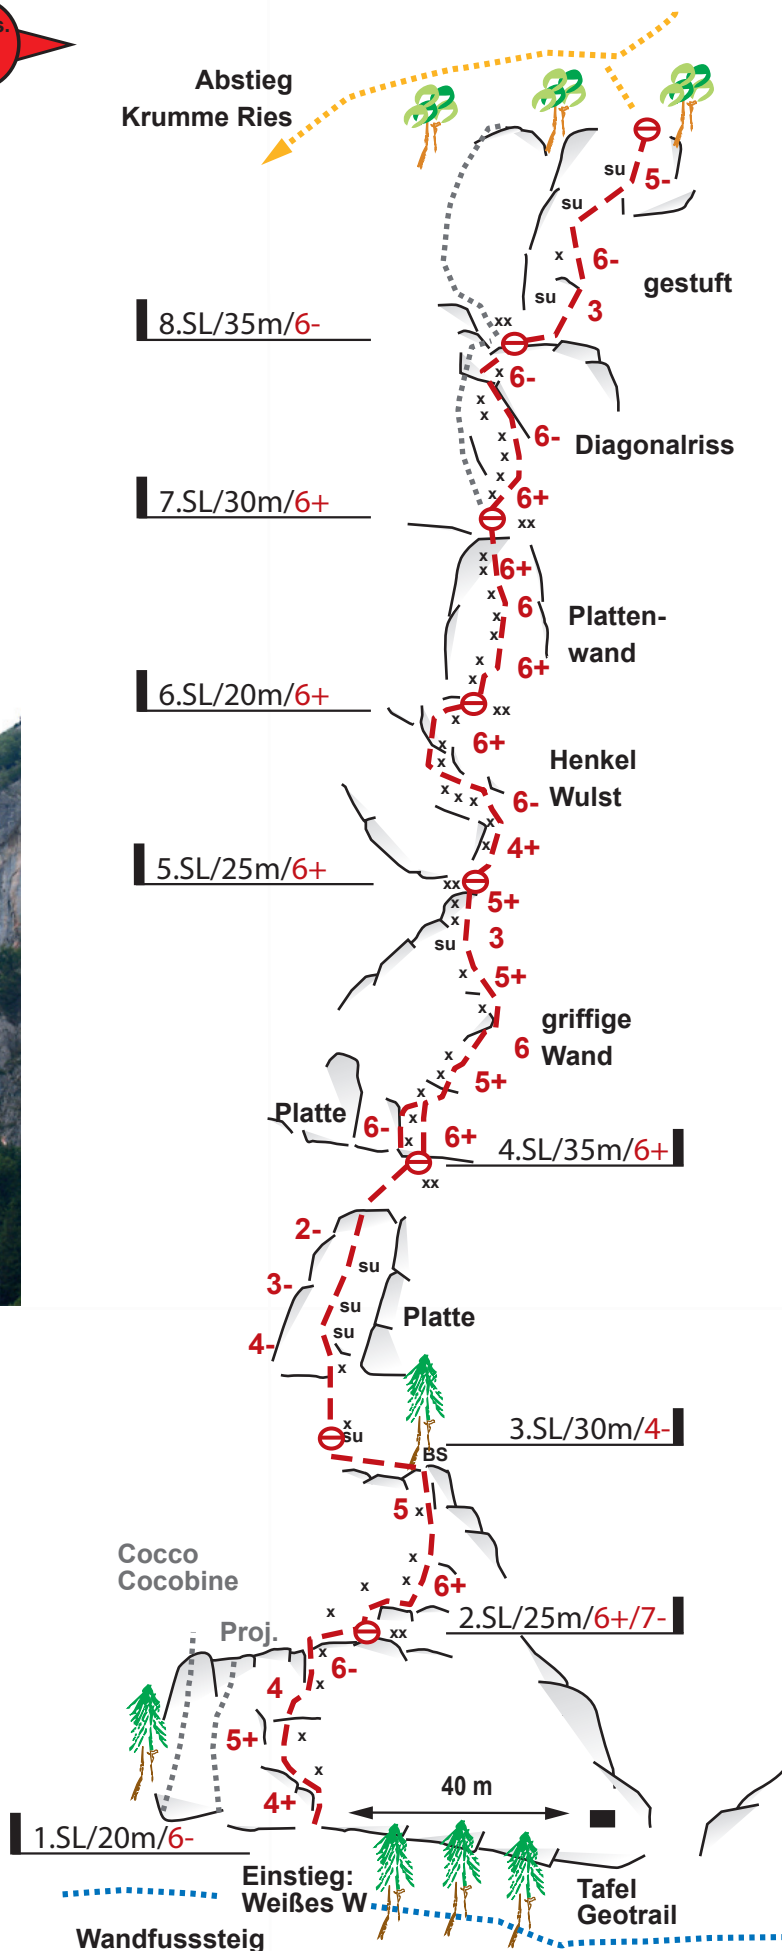 s.
Abstieg
Krumme Ries
su
5-
su
x
6-
gestuft
su
3
8.SL/35m/6-
xx
x
6-
x
x
x
6-
Diagonalriss
x
x
6+
x
7.SL/30m/6+
xx
x
6+
x
x
6
x
Platten-
x
wand
x
6+
x
6.SL/20m/6+
xx
x
6+
x
x
Henkel
x
x
x
6-
Wulst
x
4+
x
5.SL/25m/6+
xx
x
5+
x
su
3
x
5+
x
griffige
6
Wand
x
x
5+
x
Platte
x
6-
x
6+
4.SL/35m/6+
xx
2-
su
3-
su
Platte
su
4-
x
x
su
3.SL/30m/4-
BS
5
x
Cocco
Cocobine
x
x
x
6+
x
2.SL/25m/6+/7-
Proj.
xx
x
6-
x
4
5+
x
x
4+
40 m
1.SL/20m/6-
Einstieg:
Weißes W
Tafel
Geotrail
Wandfusssteig